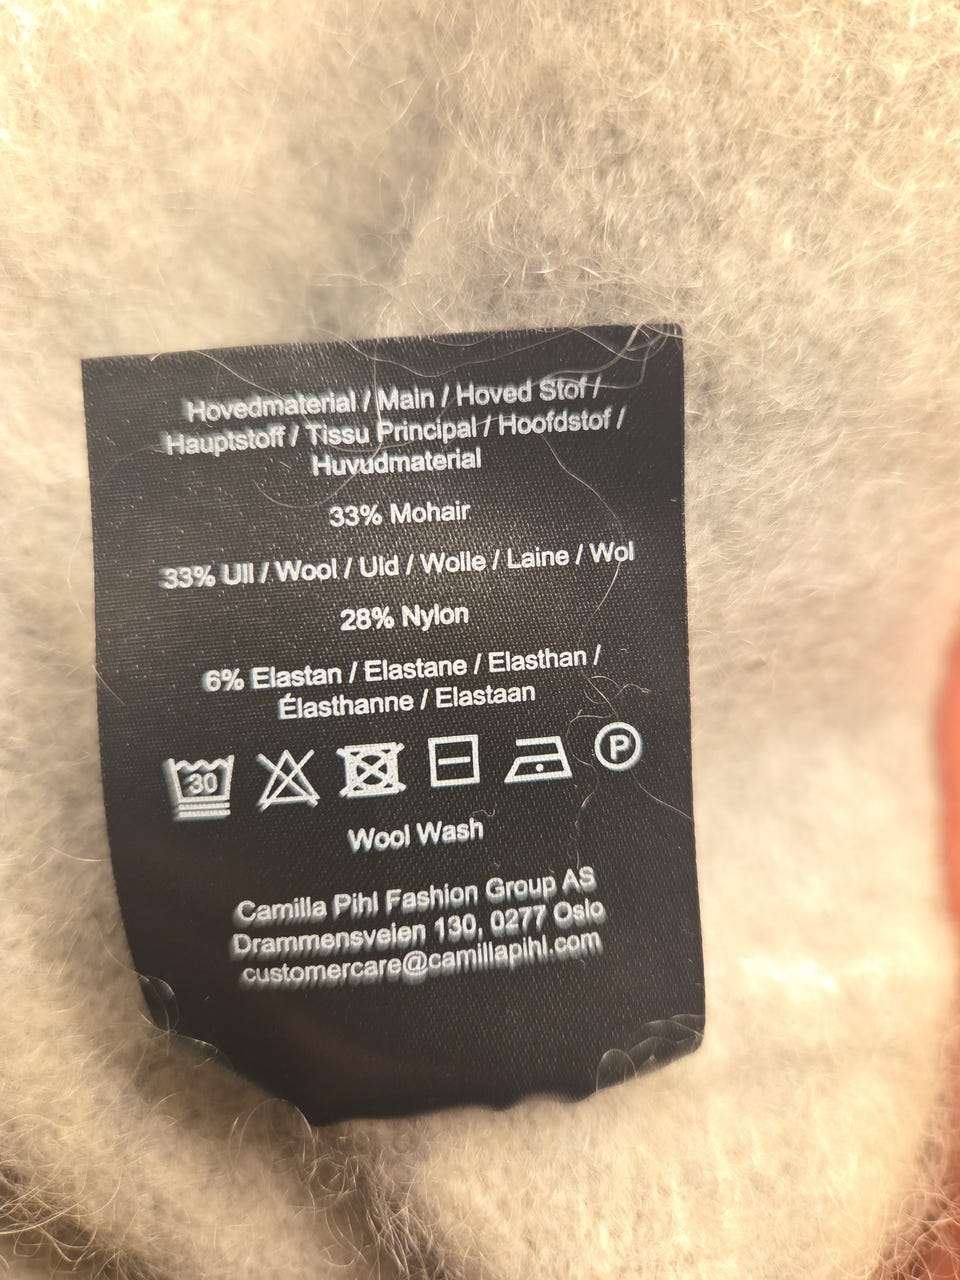 Hovedmaterial / Main / Hoved Stof /
Hauptstoff / Tissu Principal / Hoofdstof /
Huvudmaterial
33% Mohair
33% Ull / Wool / Uld / Wolle / Laine / Wol
28% Nylon
6% Elastan / Elastane / Elasthan /
Élasthanne / Elastaan
30 P
Wool Wash
Camilla Pihl Fashion Group AS
Drammensveien 130, 0277 Oslo
customercare@camillapihl.com